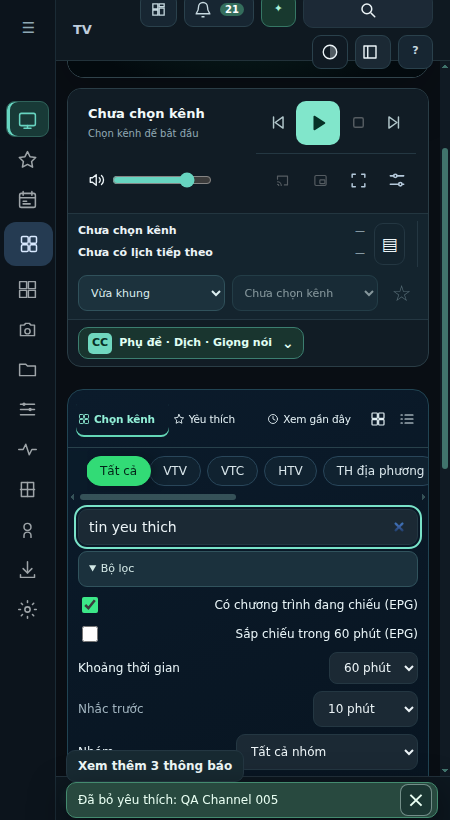 TV
21
?
Chưa chọn kênh
Chọn kênh để bắt đầu
Chưa chọn kênh —
Chưa có lịch tiếp theo —
Vừa khung Chưa chọn kênh
CC Phụ đề · Dịch · Giọng nói
Chọn kênh Yêu thích Xem gần đây
Tất cả VTV VTC HTV TH địa phương
tin yeu thich
▼ Bộ lọc
Có chương trình đang chiếu (EPG)
Sắp chiếu trong 60 phút (EPG)
Khoảng thời gian 60 phút
Nhắc trước 10 phút
Tất cả nhóm
Xem thêm 3 thông báo
Đã bỏ yêu thích: QA Channel 005